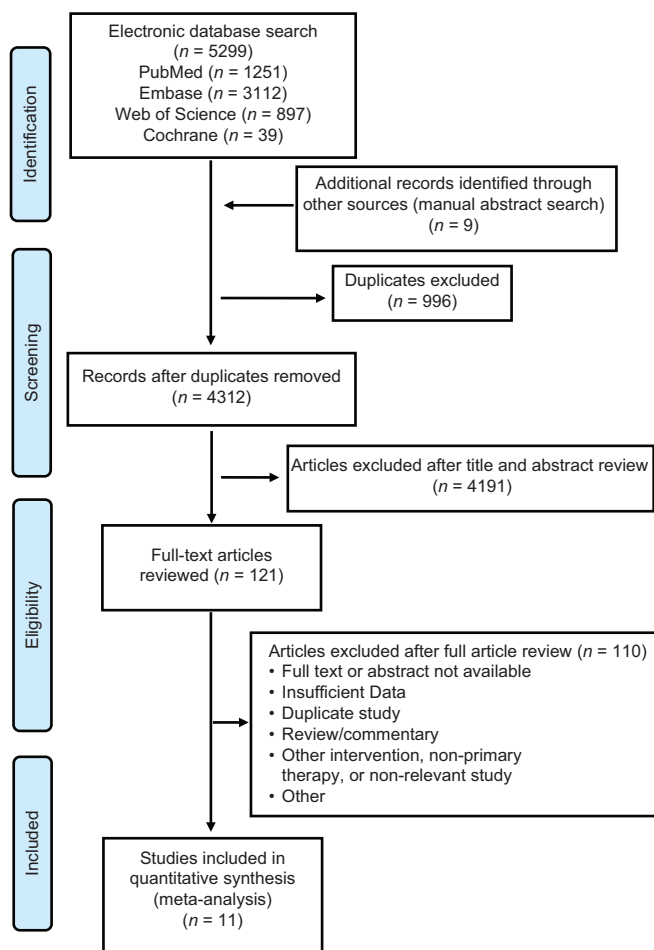 Identification
Electronic database search
(n = 5299)
PubMed (n = 1251)
Embase (n = 3112)
Web of Science (n = 897)
Cochrane (n = 39)
Additional records identified through
other sources (manual abstract search)
(n = 9)
Screening
Duplicates excluded
(n = 996)
Records after duplicates removed
(n = 4312)
Articles excluded after title and abstract review
(n = 4191)
Eligibility
Full-text articles
reviewed (n = 121)
Articles excluded after full article review (n = 110)
• Full text or abstract not available
• Insufficient Data
• Duplicate study
• Review/commentary
• Other intervention, non-primary
therapy, or non-relevant study
• Other
Included
Studies included in
quantitative synthesis
(meta-analysis)
(n = 11)